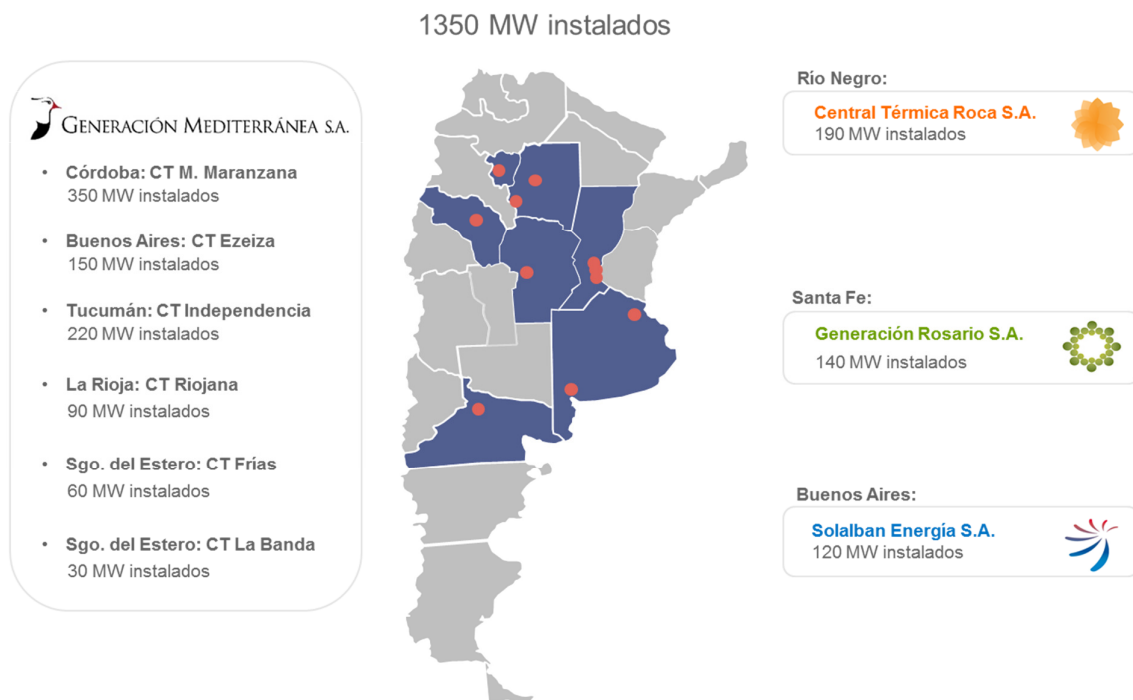 1350 MW instalados
GENERACIÓN MEDITERRÁNEA S.A.
• Córdoba: CT M. Maranzana
350 MW instalados
• Buenos Aires: CT Ezeiza
150 MW instalados
• Tucumán: CT Independencia
220 MW instalados
• La Rioja: CT Riojana
90 MW instalados
• Sgo. del Estero: CT Frías
60 MW instalados
• Sgo. del Estero: CT La Banda
30 MW instalados
Río Negro:
Central Térmica Roca S.A.
190 MW instalados
Santa Fe:
Generación Rosario S.A.
140 MW instalados
Buenos Aires:
Solalban Energía S.A.
120 MW instalados